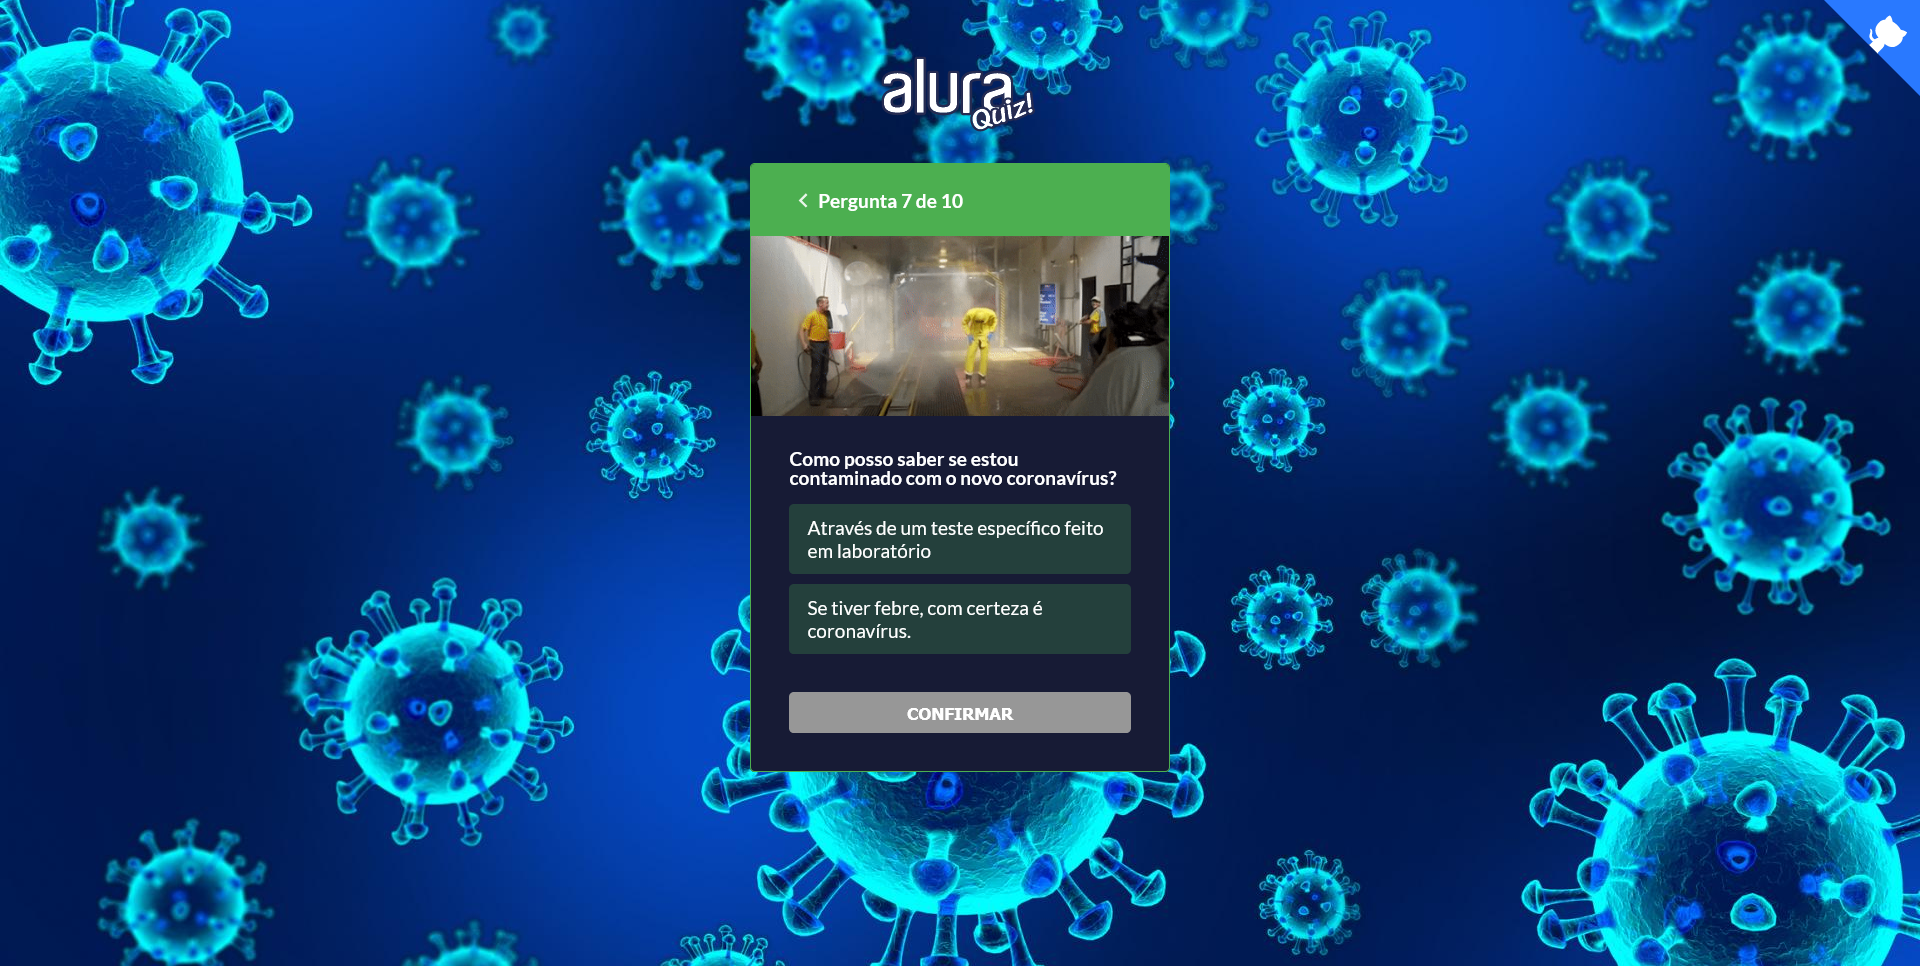 alura
Quiz!
Pergunta 7 de 10
Como posso saber se estou
contaminado com o novo coronavírus?
Através de um teste específico feito
em laboratório
Se tiver febre, com certeza é
coronavírus.
CONFIRMAR